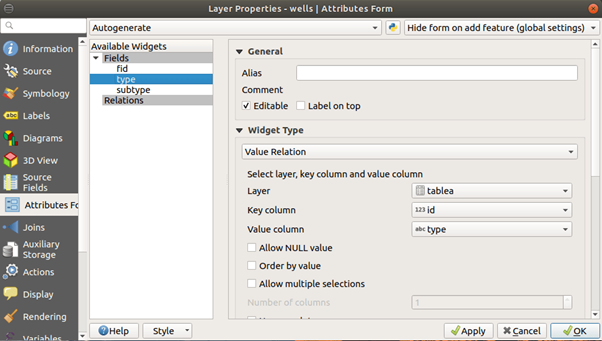 Layer Properties - wells | Attributes Form
Autogenerate
Hide form on add feature (global settings)
Information
Source
Symbology
abc Labels
Diagrams
3D View
Source
Fields
Attributes Fo
Joins
Auxiliary
Storage
Actions
Display
Rendering
Variables
Available Widgets
Fields
fid
type
subtype
Relations
General
Alias
Comment
Editable
Label on top
Widget Type
Value Relation
Select layer, key column and value column
Layer
tablea
Key column
123 id
Value column
abc type
Allow NULL value
Order by value
Allow multiple selections
Number of columns
1
Help
Style
Apply
Cancel
OK